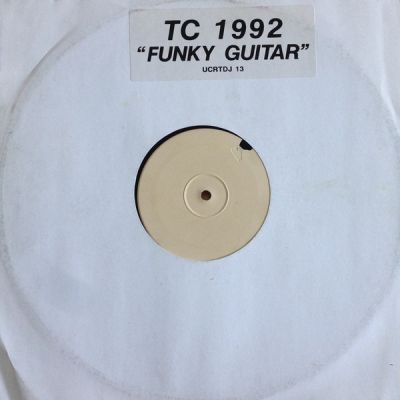 TC 1992
"FUNKY GUITAR"
UCRTDJ 13